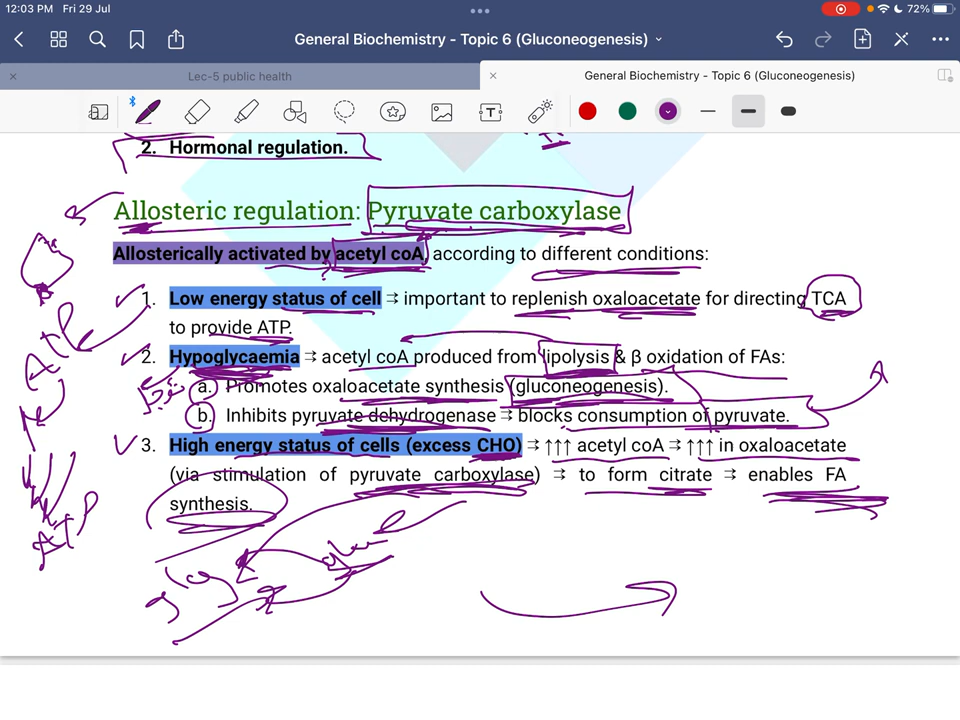 12:03 PM Fri 29 Jul
72%
General Biochemistry - Topic 6 (Gluconeogenesis)
Lec-5 public health
General Biochemistry - Topic 6 (Gluconeogenesis)
2. Hormonal regulation.
Allosteric regulation: Pyruvate carboxylase
Allosterically activated by acetyl coA, according to different conditions:
1. Low energy status of cell ⇒ important to replenish oxaloacetate for directing TCA
to provide ATP.
2. Hypoglycaemia ⇒ acetyl coA produced from lipolysis & β oxidation of FAs:
a. Promotes oxaloacetate synthesis (gluconeogenesis).
b. Inhibits pyruvate dehydrogenase ⇒ blocks consumption of pyruvate.
3. High energy status of cells (excess CHO) ⇒ ↑↑↑ acetyl coA ⇒ ↑↑↑ in oxaloacetate
(via stimulation of pyruvate carboxylase) ⇒ to form citrate ⇒ enables FA
synthesis.
ATP
ATP